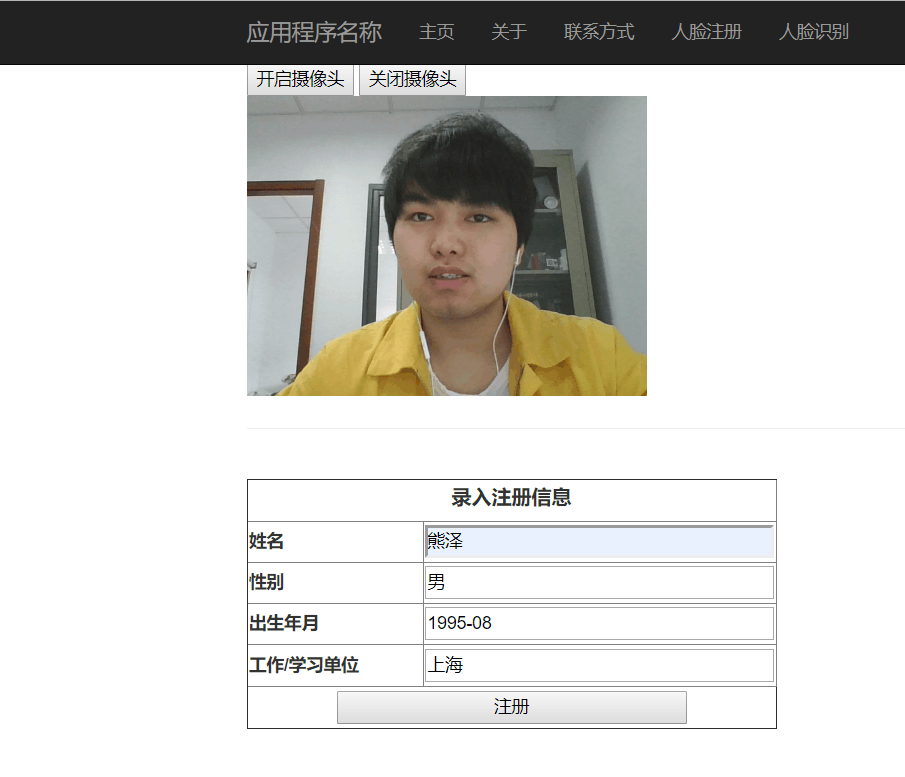 应用程序名称 主页 关于 联系方式 人脸注册 人脸识别
开启摄像头 关闭摄像头
录入注册信息
姓名 熊泽
性别 男
出生年月 1995-08
工作/学习单位 上海
注册